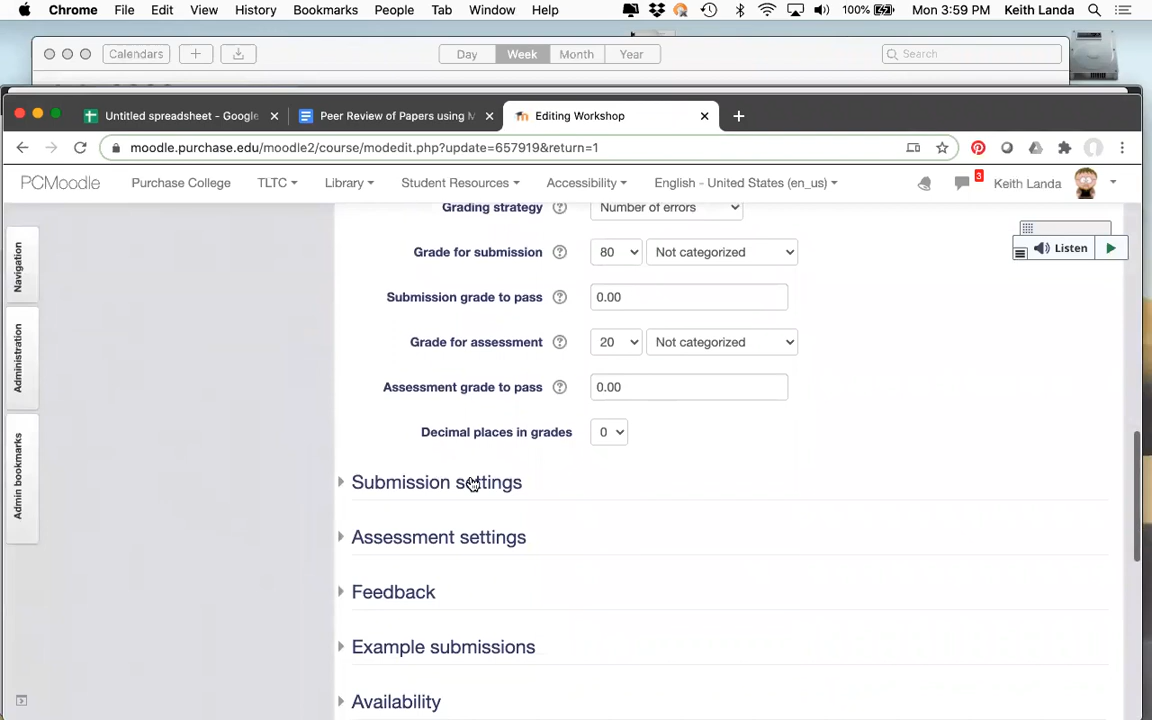 Chrome File Edit View History Bookmarks People Tab Window Help 100% Mon 3:59 PM Keith Landa
Calendars Day Week Month Year Search
Untitled spreadsheet - Google Peer Review of Papers using M Editing Workshop
moodle.purchase.edu/moodle2/course/modedit.php?update=657919&return=1
PCMoodle Purchase College TLTC Library Student Resources Accessibility English - United States (en_us) 3 Keith Landa
Grading strategy Number of errors
Listen
Grade for submission 80 Not categorized
Submission grade to pass 0.00
Grade for assessment 20 Not categorized
Assessment grade to pass 0.00
Decimal places in grades 0
Submission settings
Assessment settings
Feedback
Example submissions
Availability
Navigation
Administration
Admin bookmarks